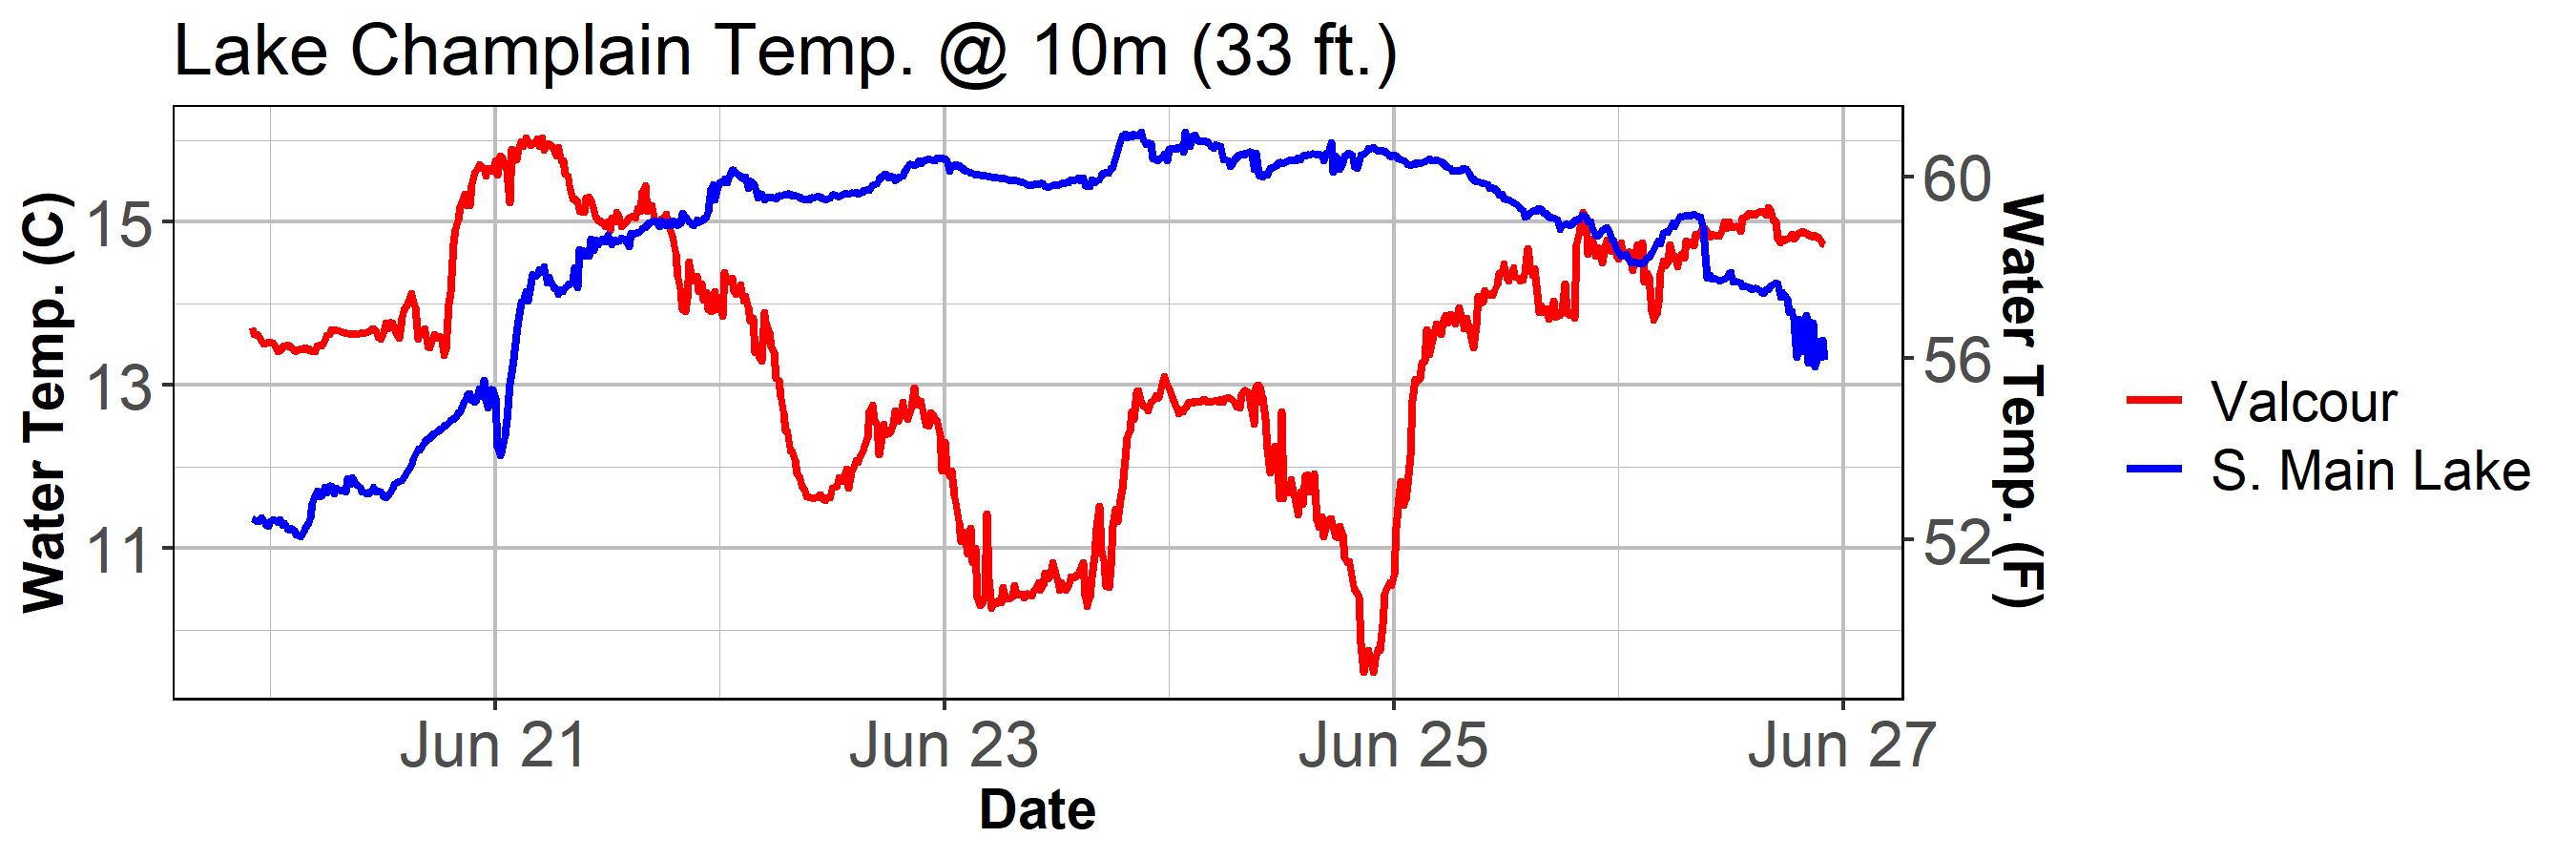 Lake Champlain Temp. @ 10m (33 ft.)
Water Temp. (C)
15
13
11
60
56
52
Water Temp. (F)
Jun 21
Jun 23
Jun 25
Jun 27
Date
Valcour
S. Main Lake